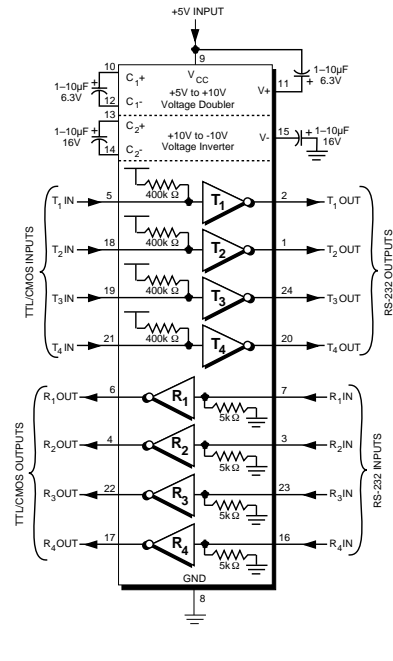 +5V INPUT
9
VCC
10
C1+
1–10µF
6.3V
+
12
C1-
+5V to +10V
Voltage Doubler
11
V+
+
1–10µF
6.3V
13
C2+
1–10µF
16V
+
14
C2-
+10V to -10V
Voltage Inverter
V-
15
+
1–10µF
16V
TTL/CMOS INPUTS
RS-232 OUTPUTS
T1 IN 5 400k Ω T1 2 T1 OUT
T2 IN 18 400k Ω T2 1 T2 OUT
T3 IN 19 400k Ω T3 24 T3 OUT
T4 IN 21 400k Ω T4 20 T4 OUT
TTL/CMOS OUTPUTS
RS-232 INPUTS
R1 OUT 6 R1 5k Ω 7 R1 IN
R2 OUT 4 R2 5k Ω 3 R2 IN
R3 OUT 22 R3 5k Ω 23 R3 IN
R4 OUT 17 R4 5k Ω 16 R4 IN
GND
8